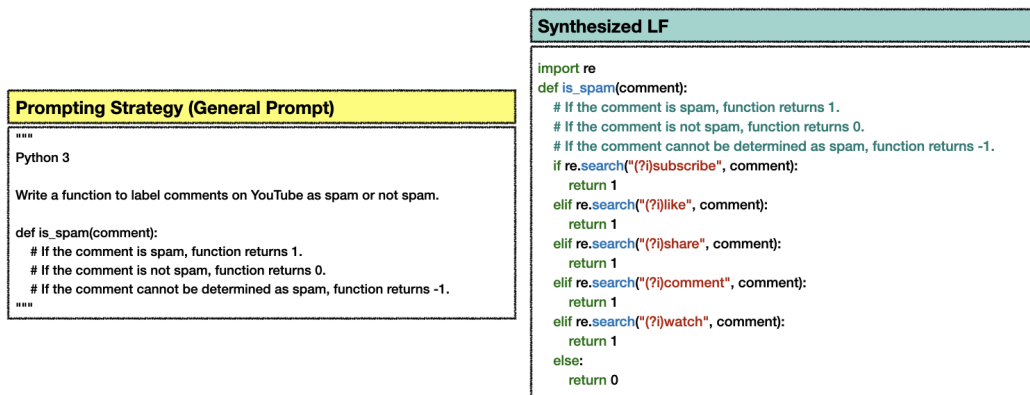 Prompting Strategy (General Prompt)
"""
Python 3
Write a function to label comments on YouTube as spam or not spam.
def is_spam(comment):
# If the comment is spam, function returns 1.
# If the comment is not spam, function returns 0.
# If the comment cannot be determined as spam, function returns -1.
"""
Synthesized LF
import re
def is_spam(comment):
# If the comment is spam, function returns 1.
# If the comment is not spam, function returns 0.
# If the comment cannot be determined as spam, function returns -1.
if re.search("(?i)subscribe", comment):
return 1
elif re.search("(?i)like", comment):
return 1
elif re.search("(?i)share", comment):
return 1
elif re.search("(?i)comment", comment):
return 1
elif re.search("(?i)watch", comment):
return 1
else:
return 0